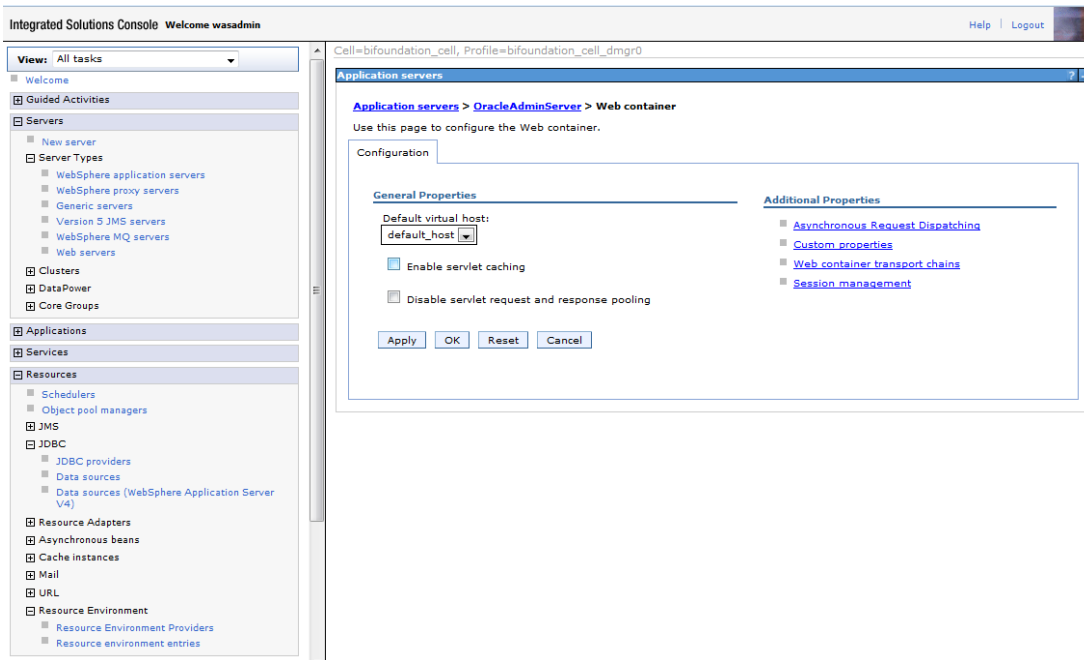 Integrated Solutions Console Welcome wasadmin
Help | Logout
View: All tasks
Welcome
Guided Activities
Servers
New server
Server Types
WebSphere application servers
WebSphere proxy servers
Generic servers
Version 5 JMS servers
WebSphere MQ servers
Web servers
Clusters
DataPower
Core Groups
Applications
Services
Resources
Schedulers
Object pool managers
JMS
JDBC
JDBC providers
Data sources
Data sources (WebSphere Application Server
V4)
Resource Adapters
Asynchronous beans
Cache instances
Mail
URL
Resource Environment
Resource Environment Providers
Resource environment entries
Cell=bifoundation_cell, Profile=bifoundation_cell_dmgr0
Application servers
?
Application servers > OracleAdminServer > Web container
Use this page to configure the Web container.
Configuration
General Properties
Default virtual host:
default_host
Enable servlet caching
Disable servlet request and response pooling
Apply OK Reset Cancel
Additional Properties
Asynchronous Request Dispatching
Custom properties
Web container transport chains
Session management